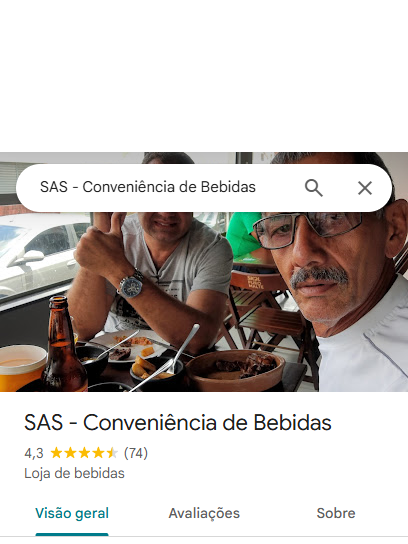 SAS - Conveniência de Bebidas
SAS - Conveniência de Bebidas
4,3 (74)
Loja de bebidas
Visão geral Avaliações Sobre